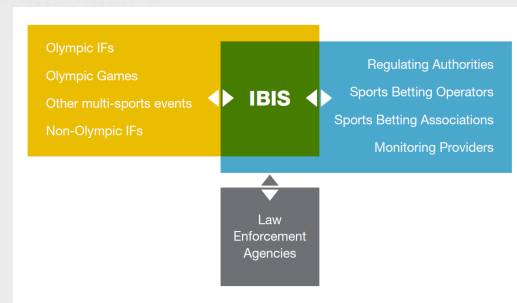 Olympic IFs
Olympic Games
Other multi-sports events
Non-Olympic IFs
IBIS
Regulating Authorities
Sports Betting Operators
Sports Betting Associations
Monitoring Providers
Law
Enforcement
Agencies